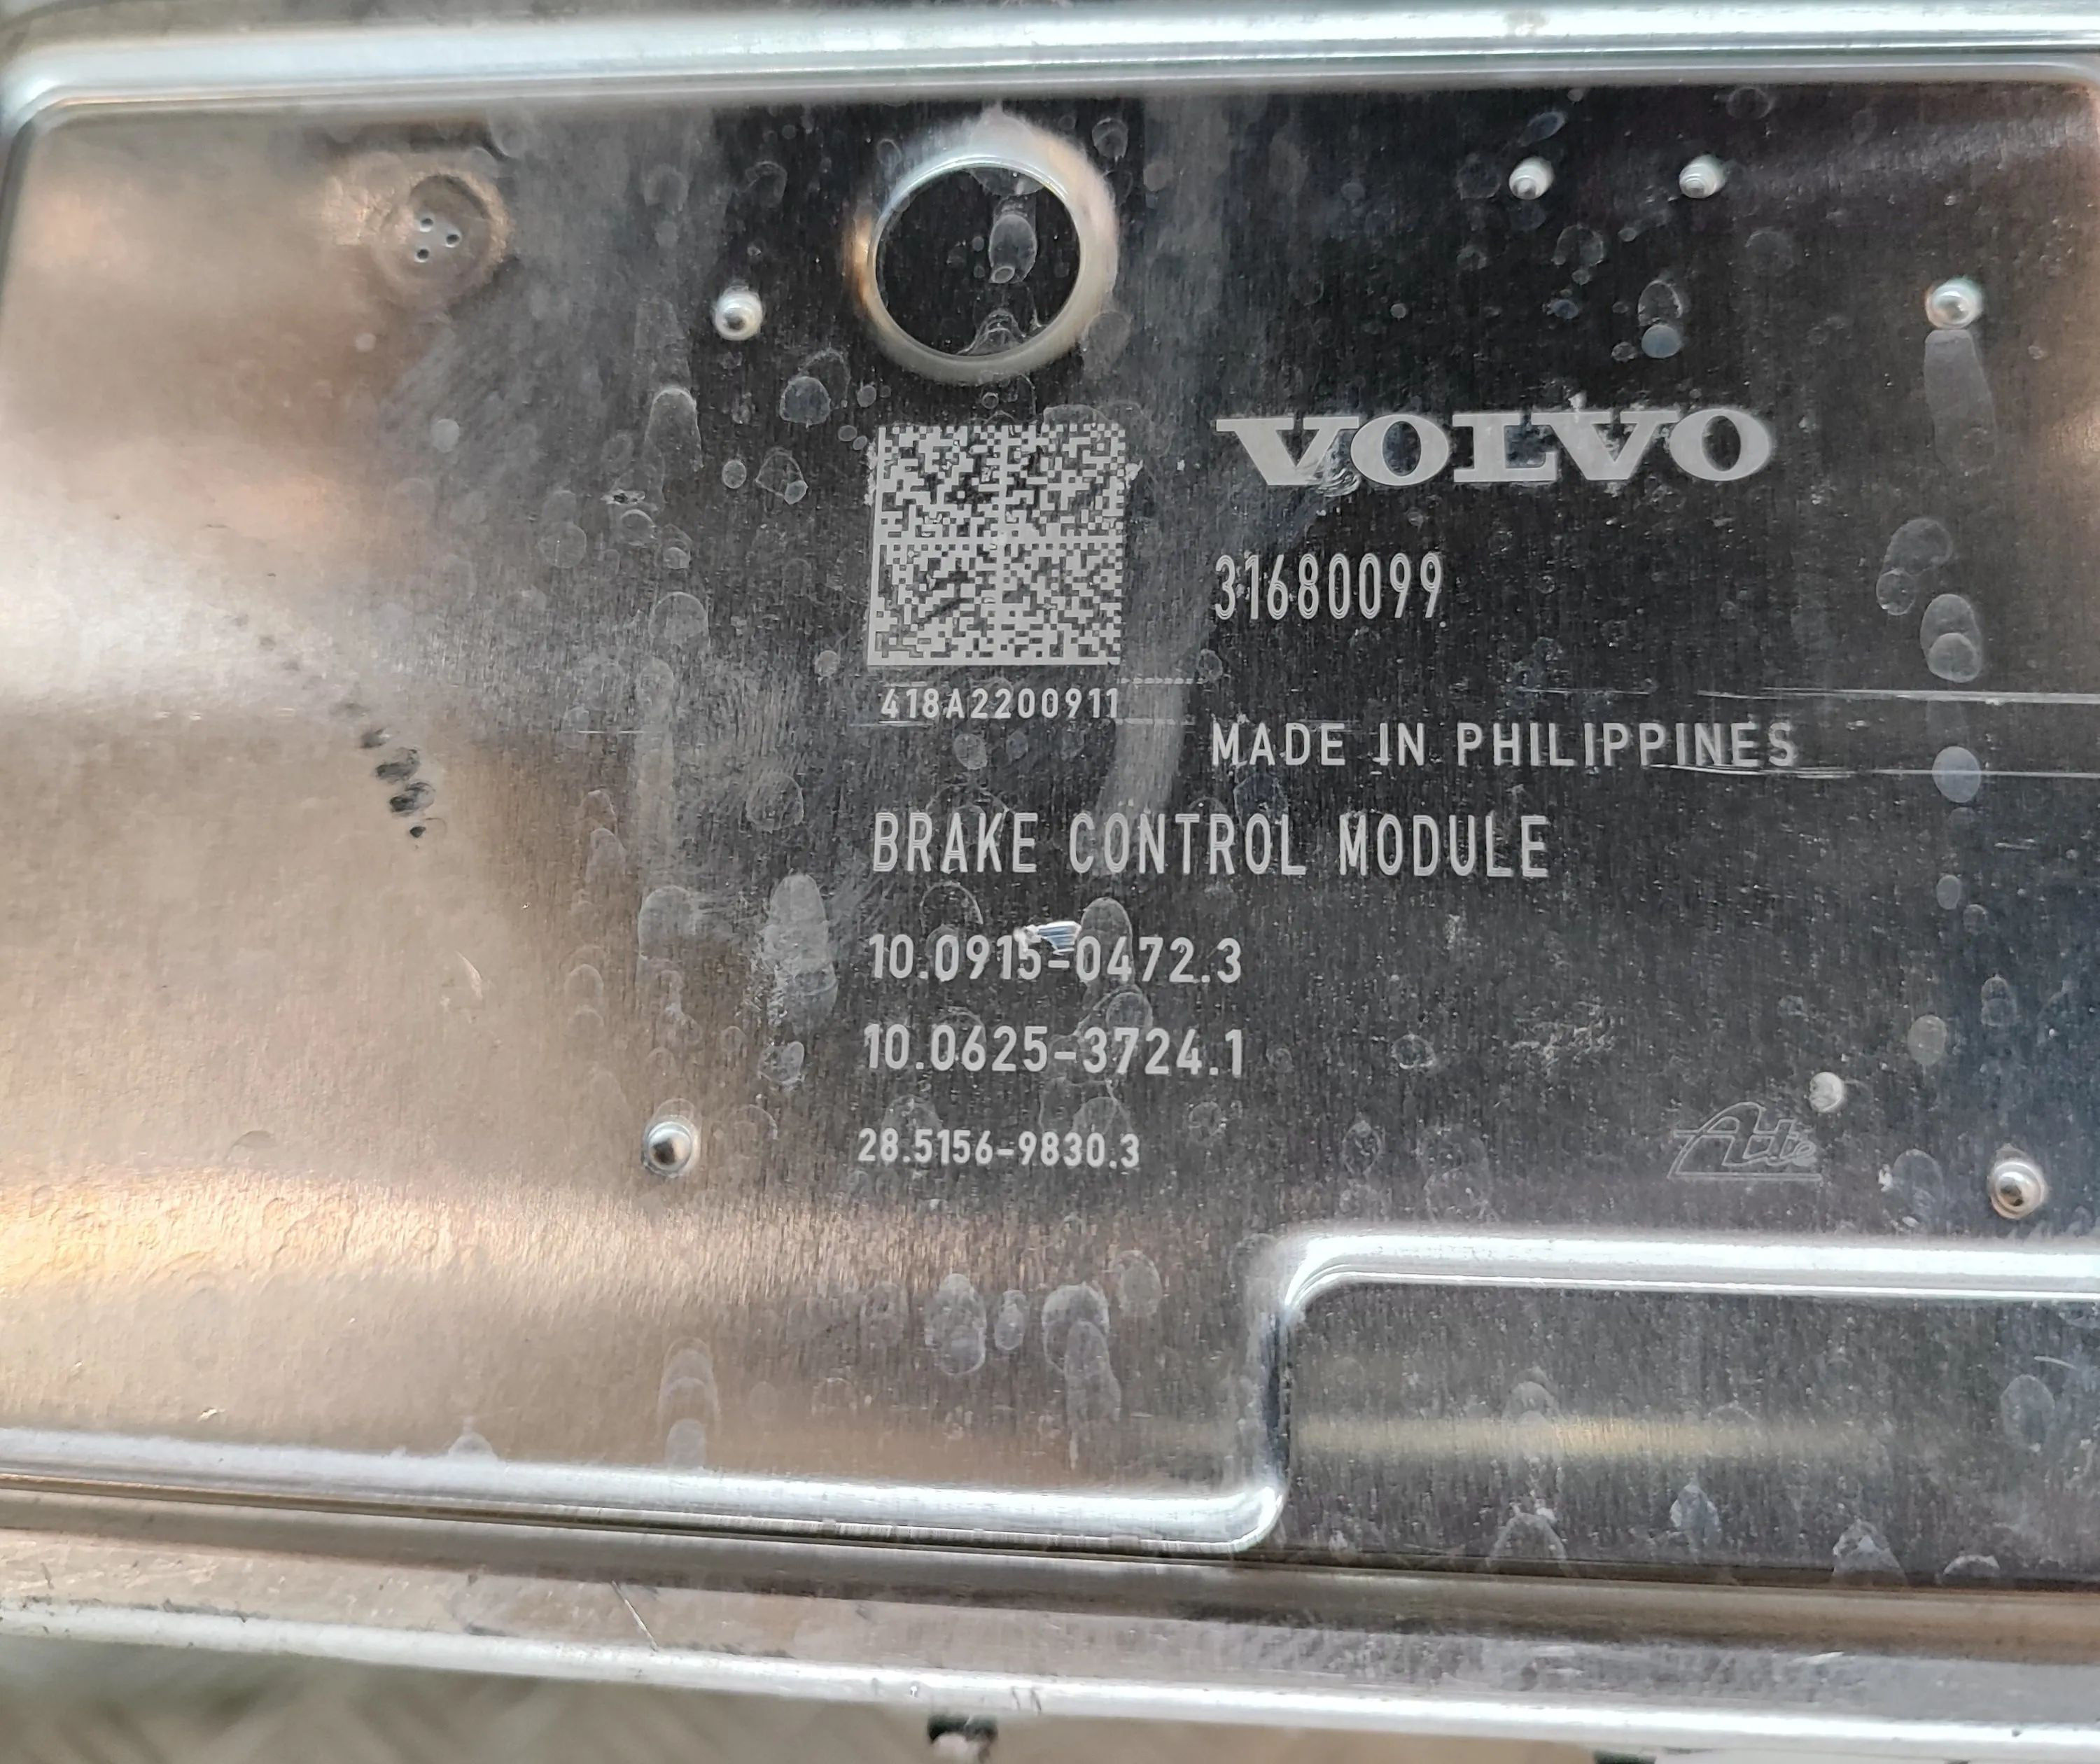 VOLVO
31680099
418A2200911
MADE IN PHILIPPINES
BRAKE CONTROL MODULE
10.0915-0472.3
10.0625-3724.1
28.5156-9830.3
Ate